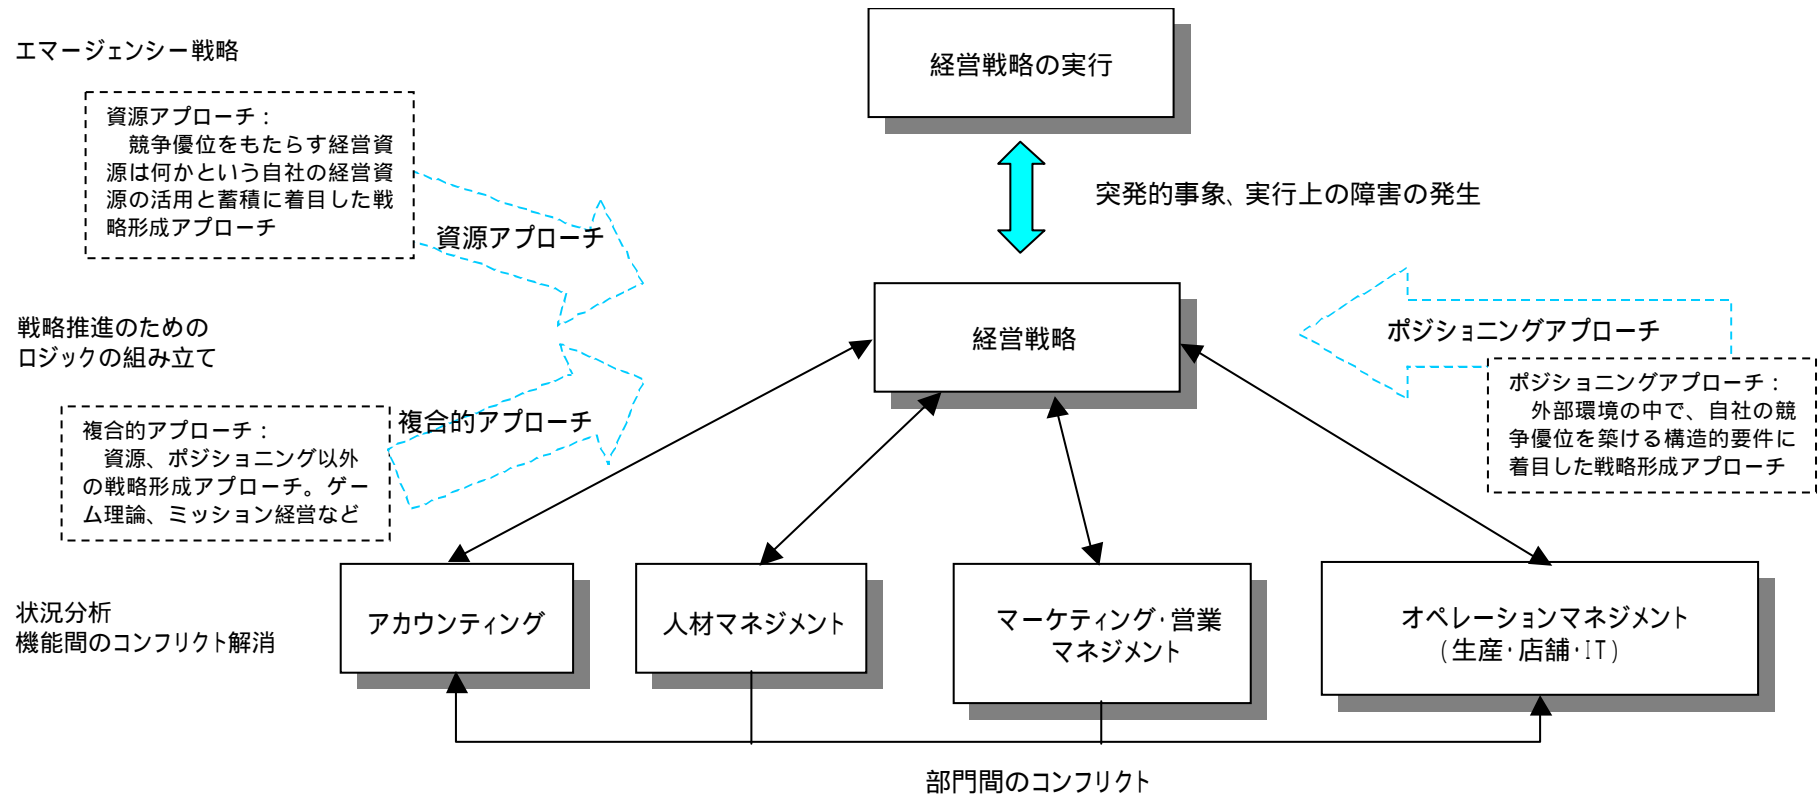 経営戦略の実行
エマージェンシー戦略
資源アプローチ：
競争優位をもたらす経営資
源は何かという自社の経営資
源の活用と蓄積に着目した戦
略形成アプローチ
資源アプローチ
突発的事象、実行上の障害の発生
戦略推進のための
ロジックの組み立て
経営戦略
ポジショニングアプローチ
ポジショニングアプローチ：
外部環境の中で、自社の競
争優位を築ける構造的要件に
着目した戦略形成アプローチ
複合的アプローチ：
資源、ポジショニング以外
の戦略形成アプローチ。ゲー
ム理論、ミッション経営など
複合的アプローチ
状況分析
機能間のコンフリクト解消
アカウンティング
人材マネジメント
マーケティング・営業
マネジメント
オペレーションマネジメント
(生産・店舗・IT)
部門間のコンフリクト